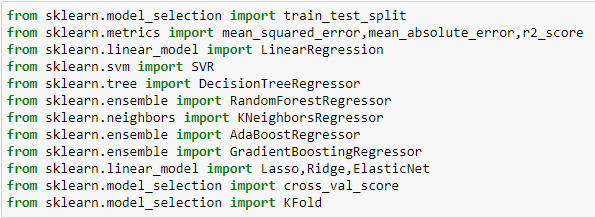 from sklearn.model_selection import train_test_split
from sklearn.metrics import mean_squared_error,mean_absolute_error,r2_score
from sklearn.linear_model import LinearRegression
from sklearn.svm import SVR
from sklearn.tree import DecisionTreeRegressor
from sklearn.ensemble import RandomForestRegressor
from sklearn.neighbors import KNeighborsRegressor
from sklearn.ensemble import AdaBoostRegressor
from sklearn.ensemble import GradientBoostingRegressor
from sklearn.linear_model import Lasso,Ridge,ElasticNet
from sklearn.model_selection import cross_val_score
from sklearn.model_selection import KFold